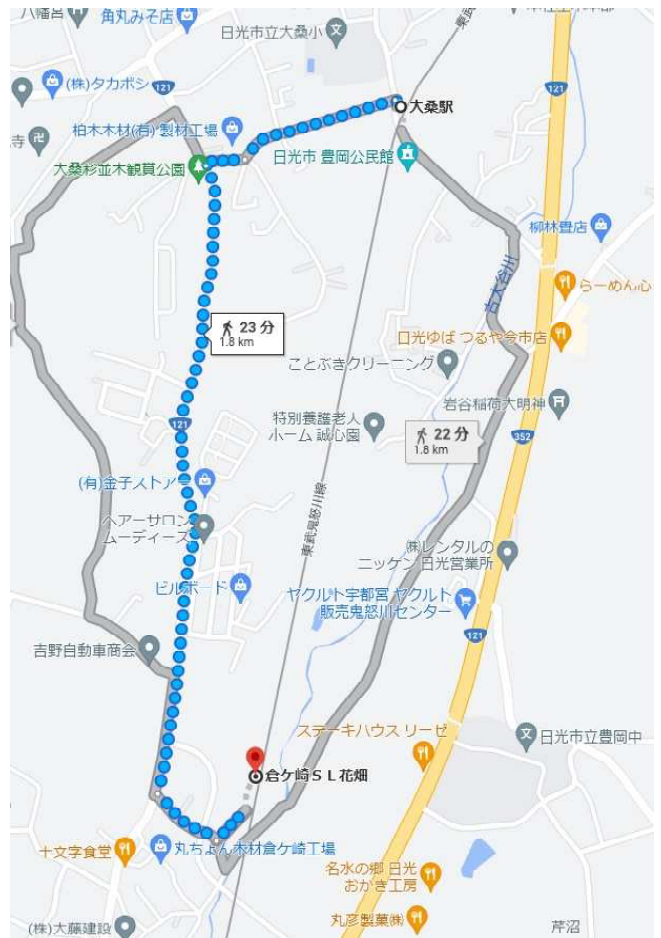 八幡宮
角丸みそ店
日光市立大桑小
(株)タカボシ
121
121
大桑駅
柏木木材(有) 製材工場
日光市 豊岡公民館
大桑杉並木観賞公園
柳林畳店
古大谷川
らーめん心
23 分
1.8 km
日光ゆば つるや今市店
ことぶきクリーニング
岩谷稲荷大明神
特別養護老人
ホーム 誠心園
22 分
1.8 km
121
352
(有)金子ストアー
東武鬼怒川線
ヘアーサロン
ムーディーズ
㈱レンタルの
ニッケン 日光営業所
ビルボード
ヤクルト宇都宮 ヤクルト
販売鬼怒川センター
121
吉野自動車商会
ステーキハウス リーゼ
日光市立豊岡中
倉ケ崎SL花畑
十文字食堂
丸ちょん木材倉ケ崎工場
名水の郷 日光
おかき工房
丸彦製菓㈱
(株)大藤建設
芹沼